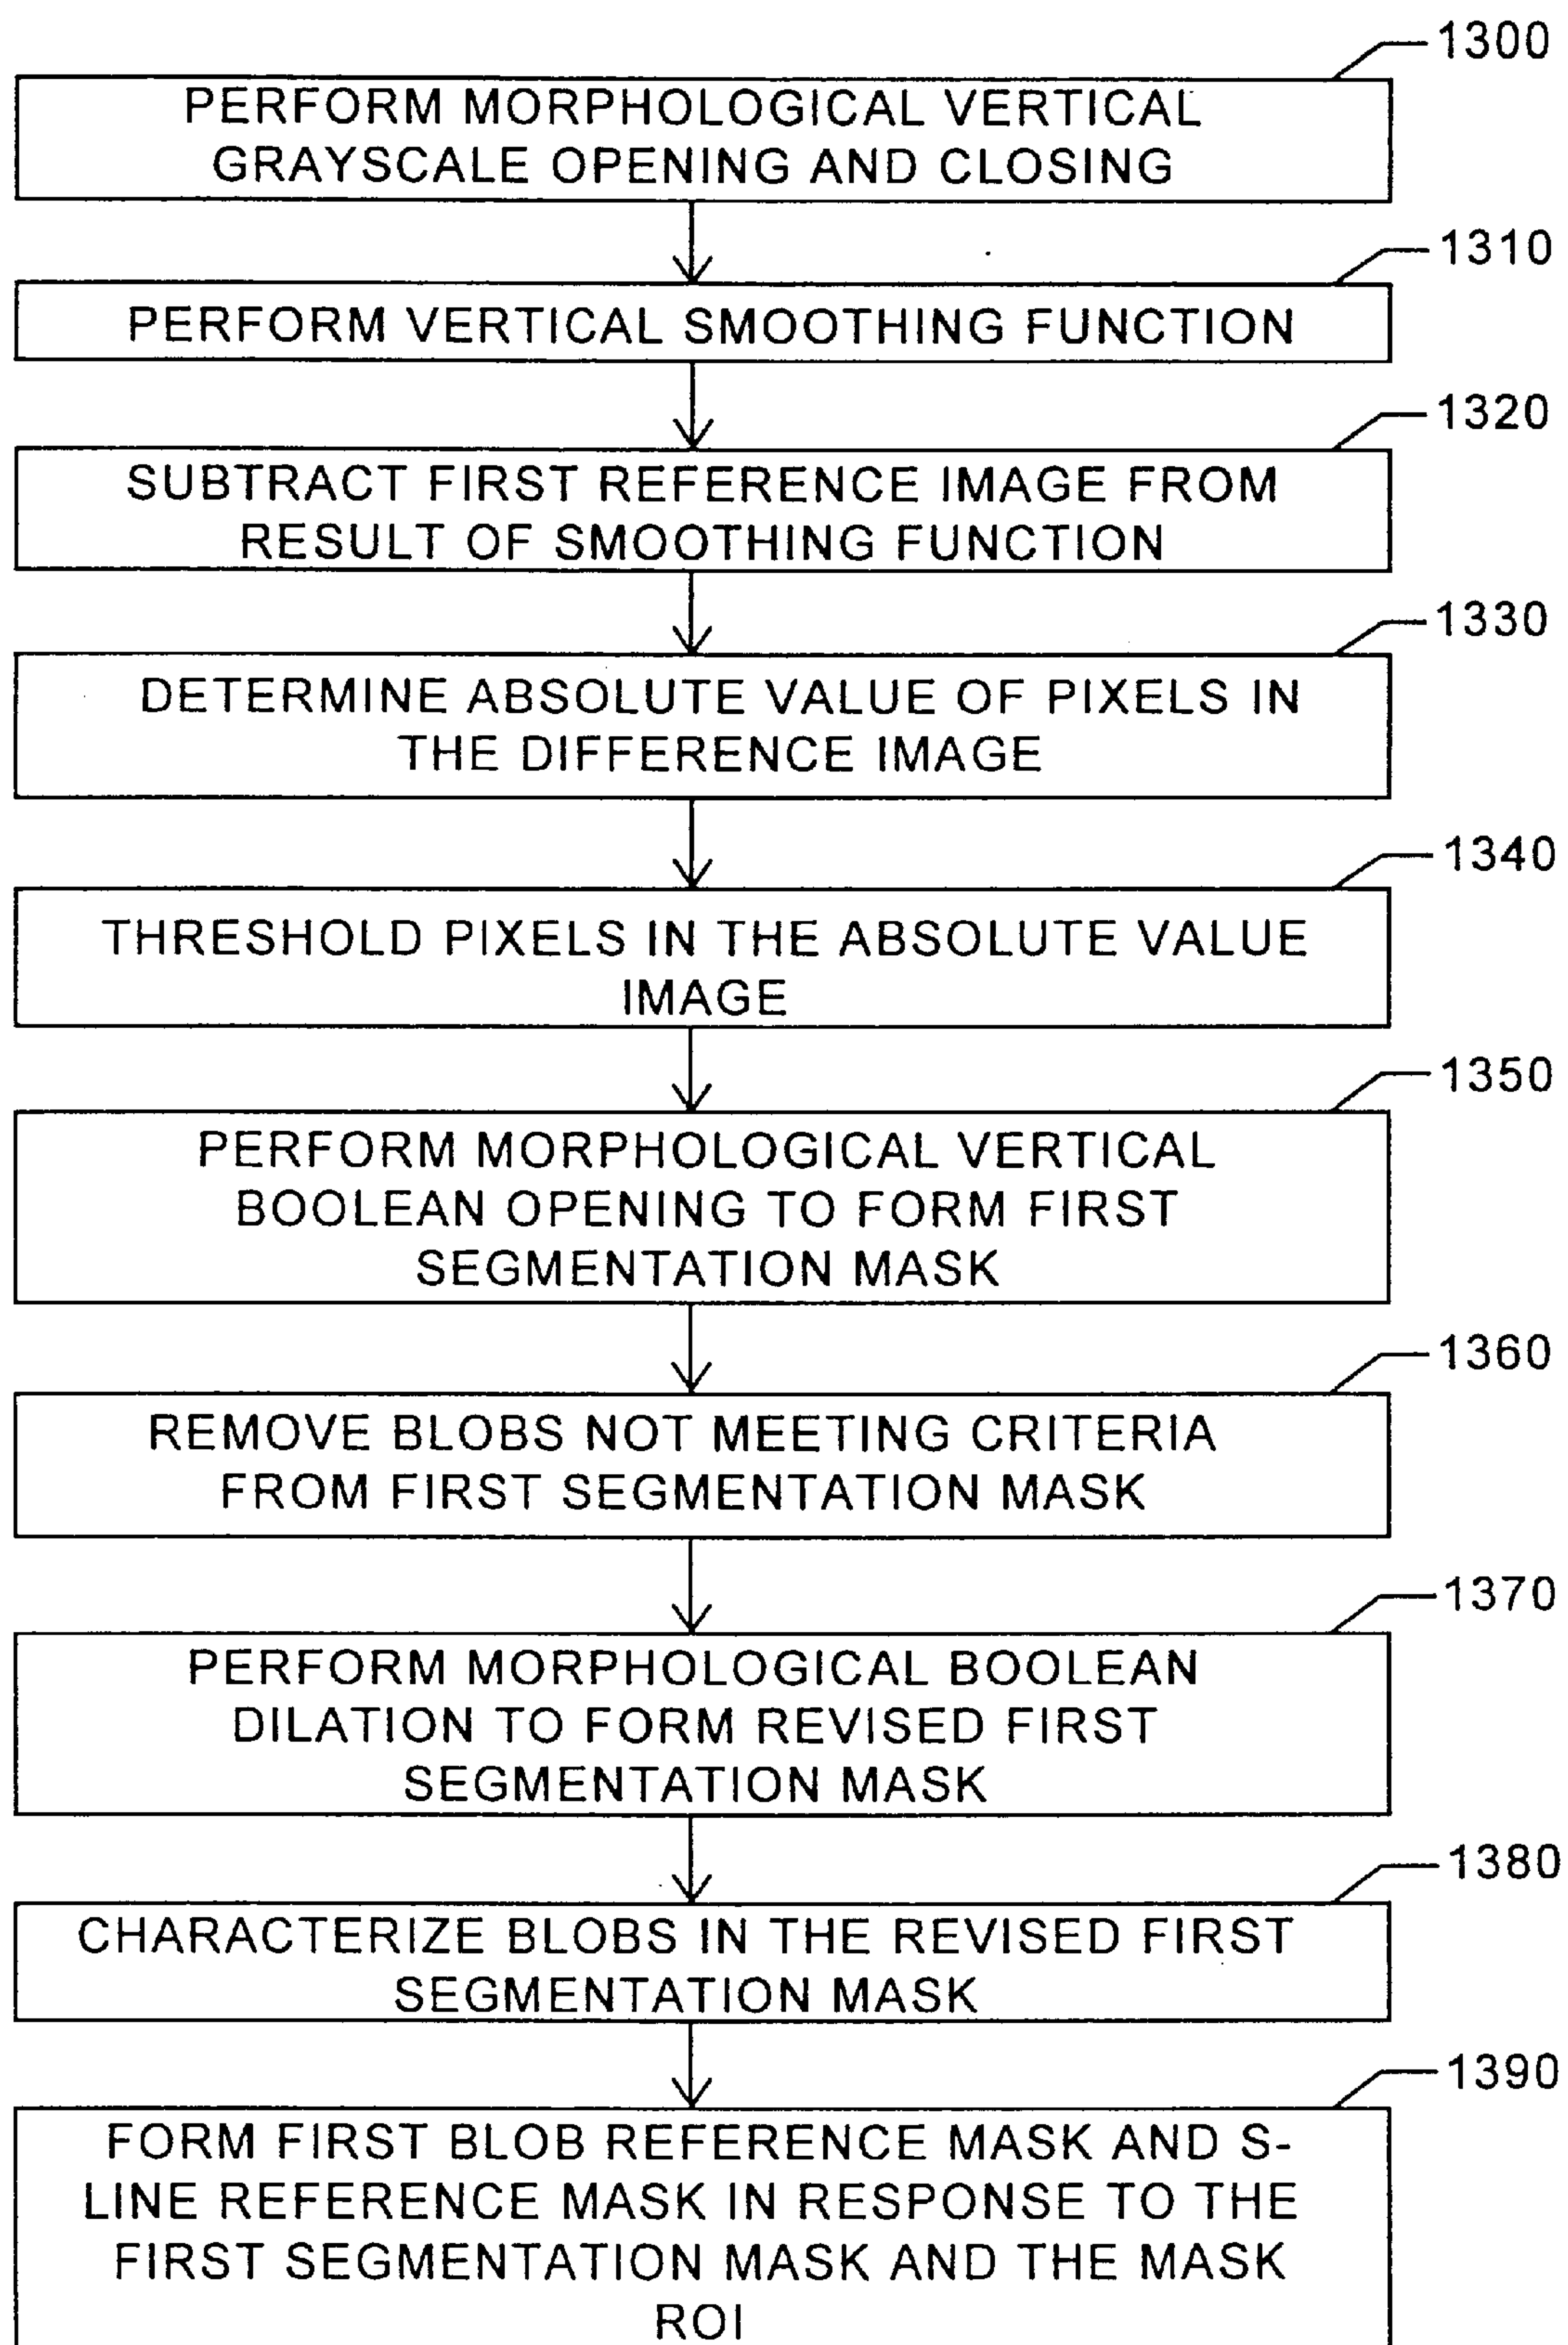 1300
PERFORM MORPHOLOGICAL VERTICAL
GRAYSCALE OPENING AND CLOSING
1310
PERFORM VERTICAL SMOOTHING FUNCTION
1320
SUBTRACT FIRST REFERENCE IMAGE FROM
RESULT OF SMOOTHING FUNCTION
1330
DETERMINE ABSOLUTE VALUE OF PIXELS IN
THE DIFFERENCE IMAGE
1340
THRESHOLD PIXELS IN THE ABSOLUTE VALUE
IMAGE
1350
PERFORM MORPHOLOGICAL VERTICAL
BOOLEAN OPENING TO FORM FIRST
SEGMENTATION MASK
1360
REMOVE BLOBS NOT MEETING CRITERIA
FROM FIRST SEGMENTATION MASK
1370
PERFORM MORPHOLOGICAL BOOLEAN
DILATION TO FORM REVISED FIRST
SEGMENTATION MASK
1380
CHARACTERIZE BLOBS IN THE REVISED FIRST
SEGMENTATION MASK
1390
FORM FIRST BLOB REFERENCE MASK AND S-
LINE REFERENCE MASK IN RESPONSE TO THE
FIRST SEGMENTATION MASK AND THE MASK
ROI